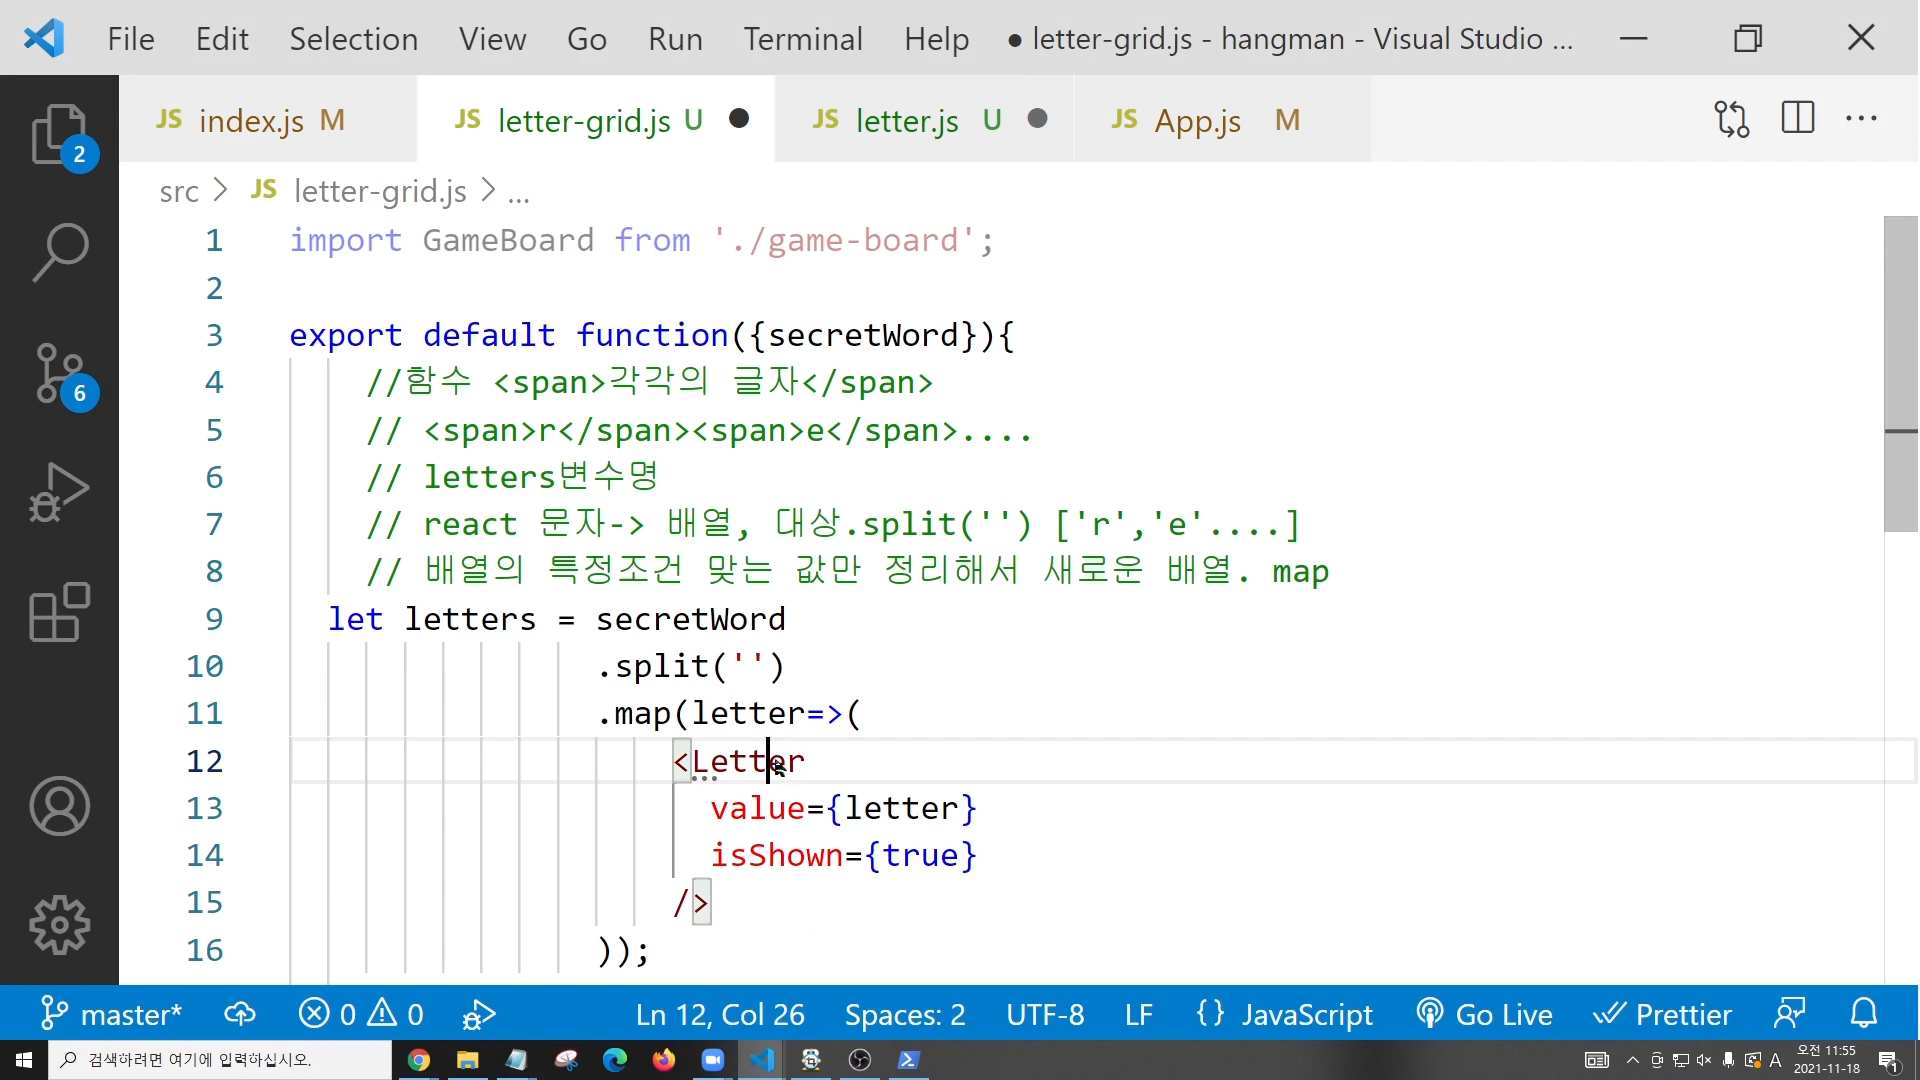 File Edit Selection View Go Run Terminal Help ● letter-grid.js - hangman - Visual Studio ...
JS index.js M JS letter-grid.js U ● JS letter.js U ● JS App.js M ...
src > JS letter-grid.js > ...
1 import GameBoard from './game-board';
2
3 export default function({secretWord}){
4 //함수 <span>각각의 글자</span>
5 // <span>r</span><span>e</span>....
6 // letters변수명
7 // react 문자-> 배열, 대상.split('') ['r','e'....]
8 // 배열의 특정조건 맞는 값만 정리해서 새로운 배열. map
9 let letters = secretWord
10 .split('')
11 .map(letter=>(
12 <Letter
13 value={letter}
14 isShown={true}
15 />
16 ));
2
6
master* 0 0 Ln 12, Col 26 Spaces: 2 UTF-8 LF {} JavaScript Go Live Prettier
검색하려면 여기에 입력하십시오.
A 오전 11:55
2021-11-18
1